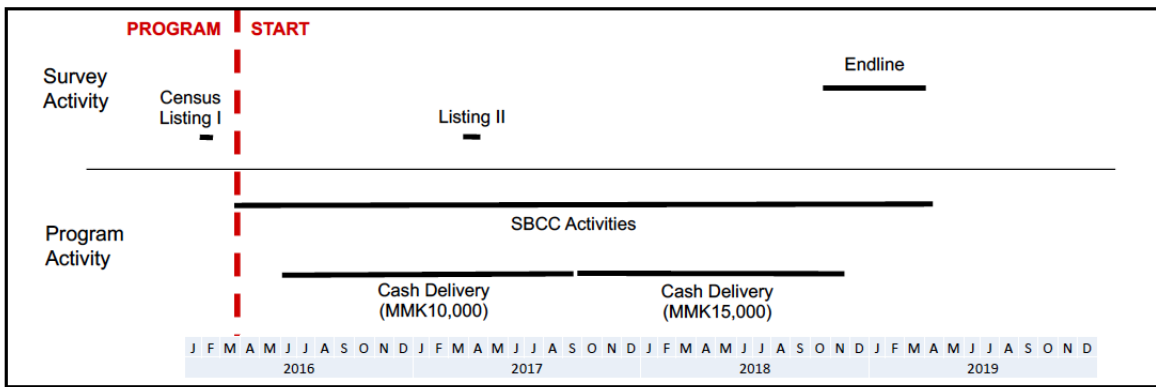 PROGRAM START
Survey
Activity
Census
Listing I
Listing II
Endline
Program
Activity
SBCC Activities
Cash Delivery
(MMK10,000)
Cash Delivery
(MMK15,000)
J F M A M J J A S O N D J F M A M J J A S O N D J F M A M J J A S O N D J F M A M J J A S O N D
2016 2017 2018 2019